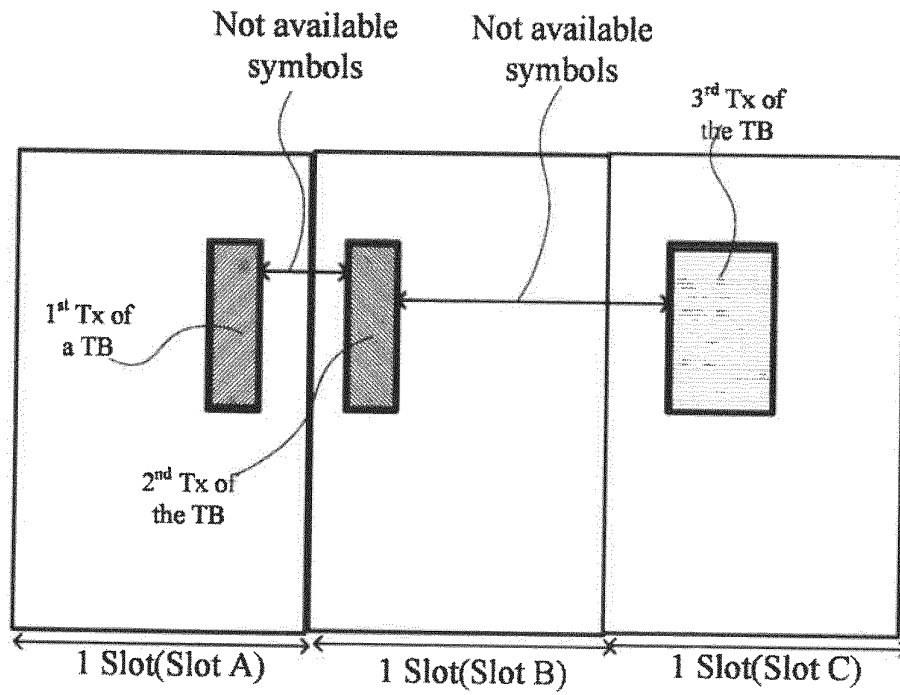 Not available
symbols
Not available
symbols
3rd Tx of
the TB
1st Tx of
a TB
2nd Tx of
the TB
1 Slot(Slot A)
1 Slot(Slot B)
1 Slot(Slot C)